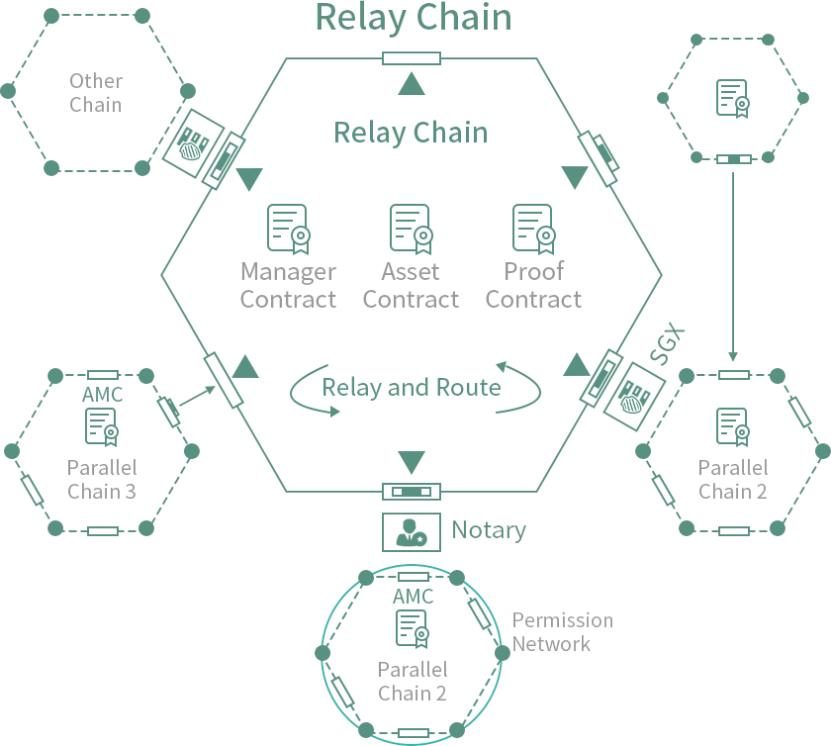 Relay Chain
Other
Chain
Relay Chain
Manager
Contract
Asset
Contract
Proof
Contract
SGX
Relay and Route
AMC
Parallel
Chain 3
Parallel
Chain 2
Notary
AMC
Parallel
Chain 2
Permission
Network